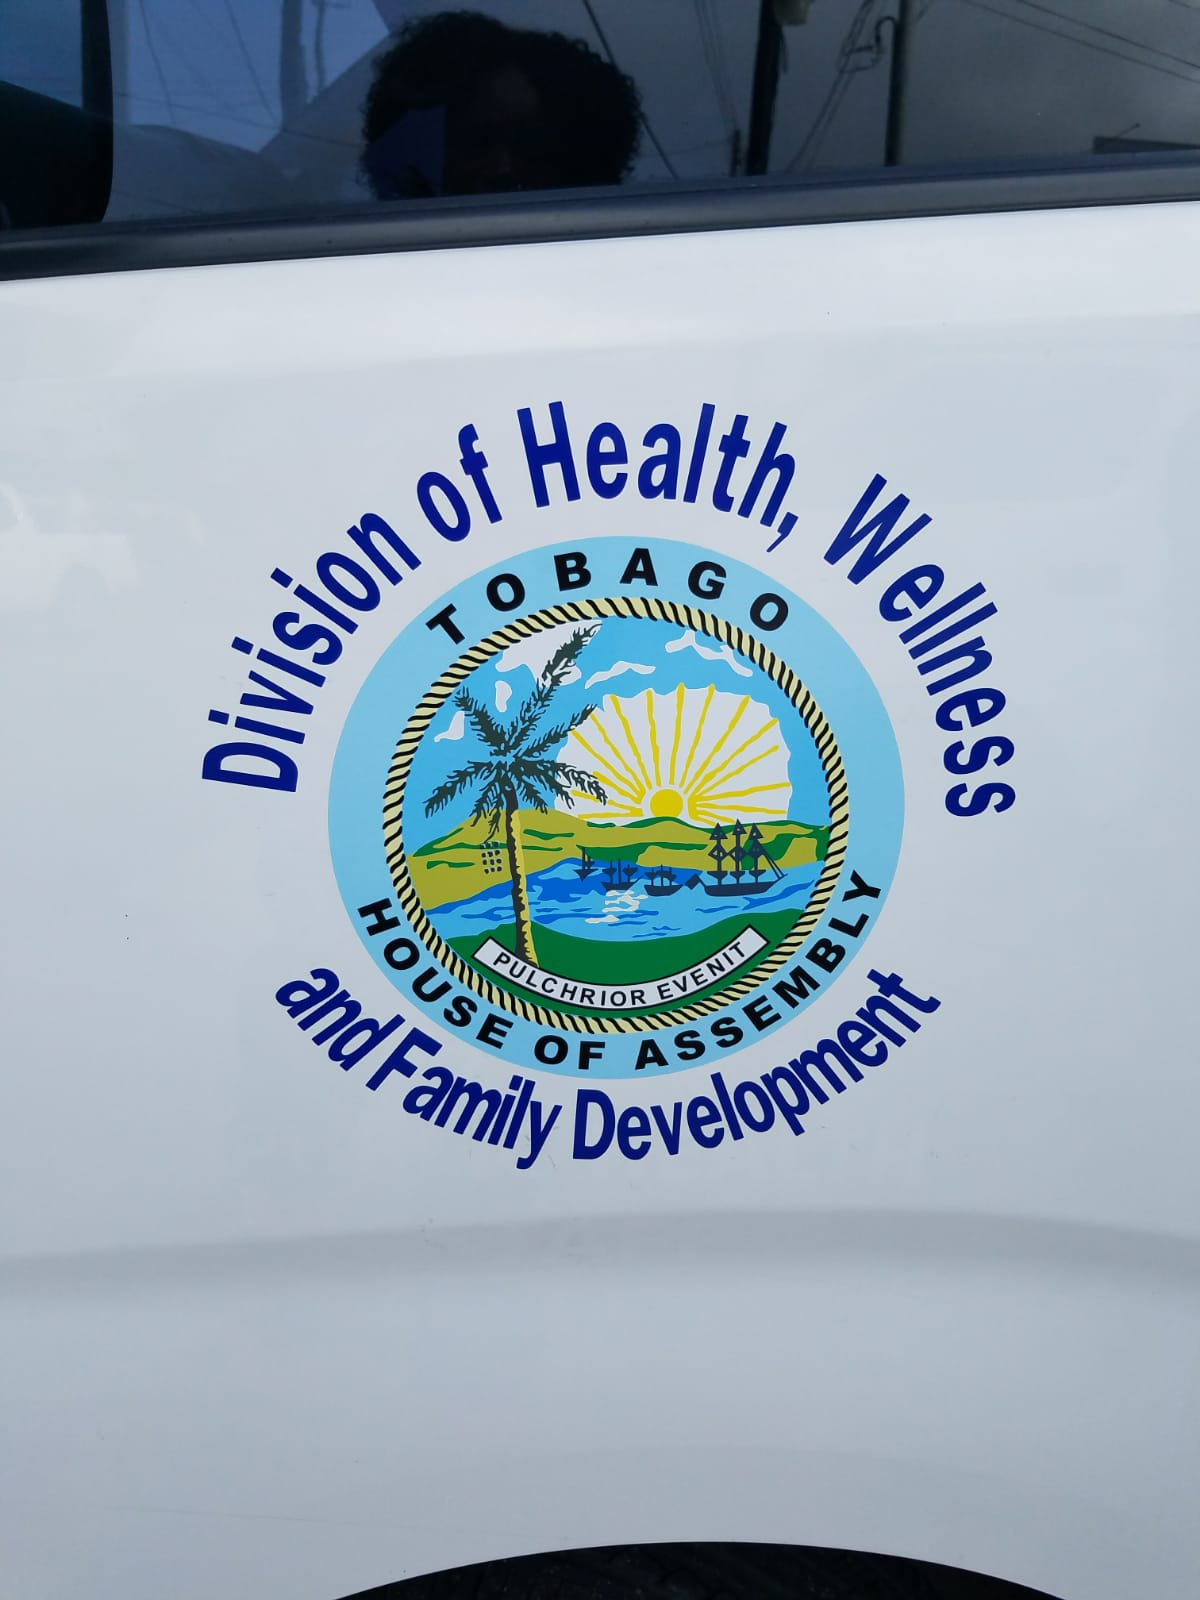 Division of Health, Wellness
TOBAGO
PULCHRIOR EVENIT
HOUSE OF ASSEMBLY
and Family Development